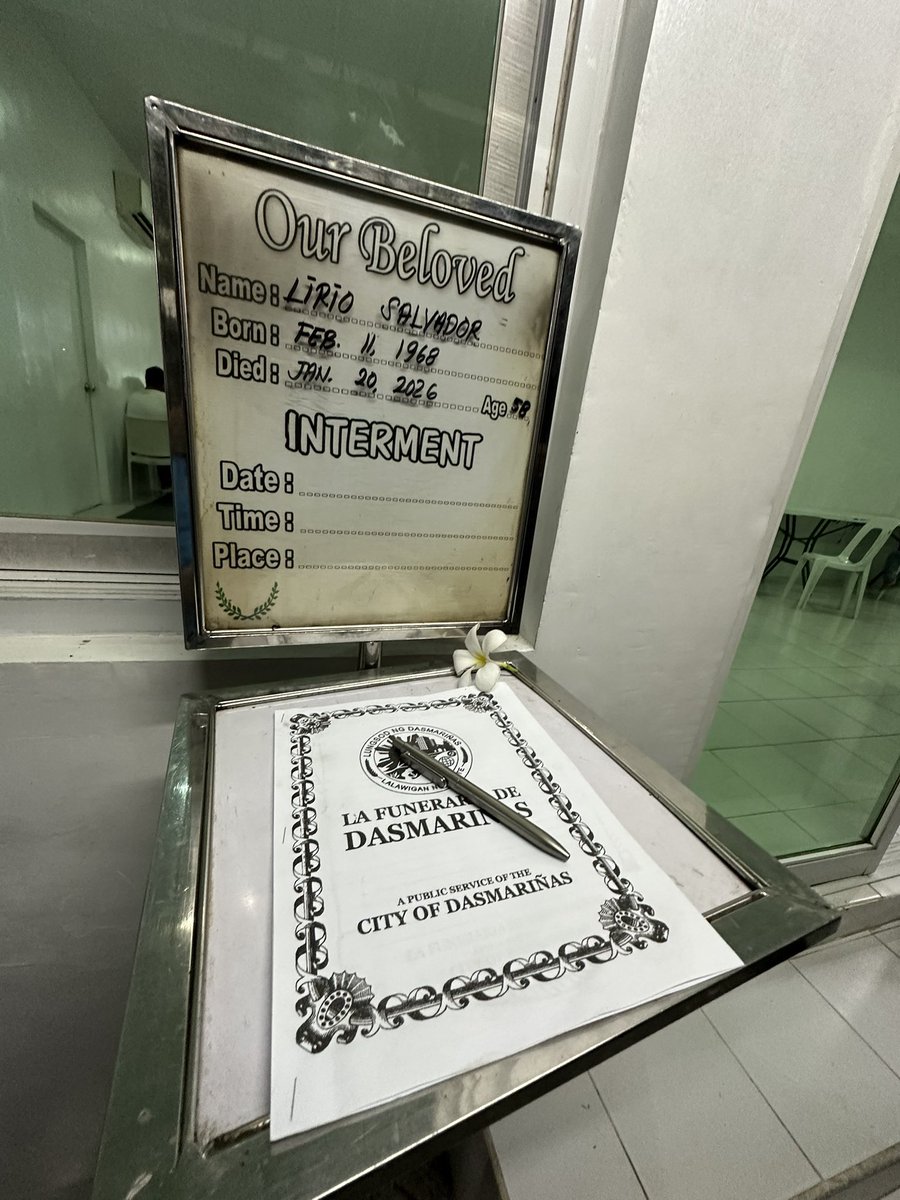 Our Beloved
Name: LIRIO SALVADOR
Born: FEB. 11, 1968
Died: JAN. 20, 2026 Age 58
INTERMENT
Date:
Time:
Place:
LUNGSOD NG DASMARIÑAS
LALAWIGAN
LA FUNERARIA DE
DASMARIÑAS
A PUBLIC SERVICE OF THE
CITY OF DASMARIÑAS